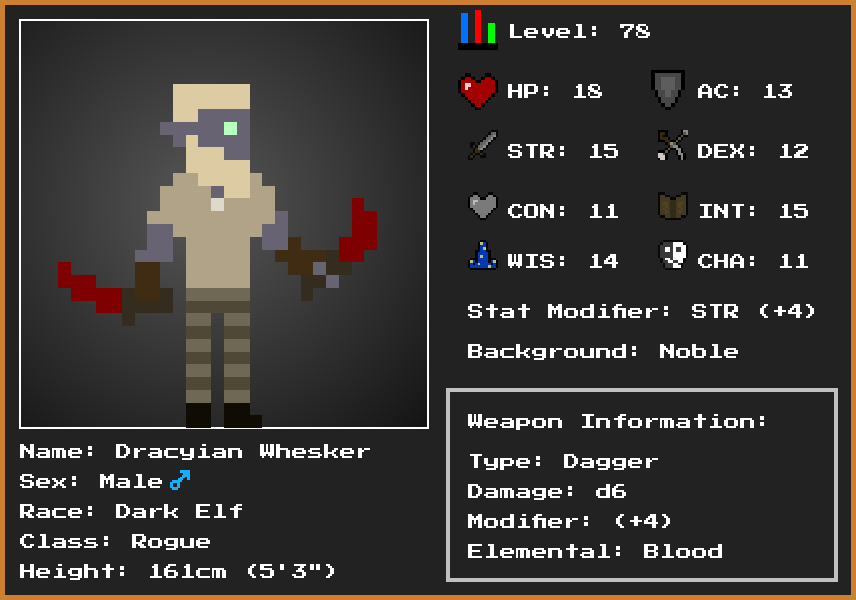 Level: 78
HP: 18
AC: 13
STR: 15
DEX: 12
CON: 11
INT: 15
WIS: 14
CHA: 11
Stat Modifier: STR (+4)
Background: Noble
Name: Dracyian Whesker
Sex: Male ♂
Race: Dark Elf
Class: Rogue
Height: 161cm (5'3")
Weapon Information:
Type: Dagger
Damage: d6
Modifier: (+4)
Elemental: Blood